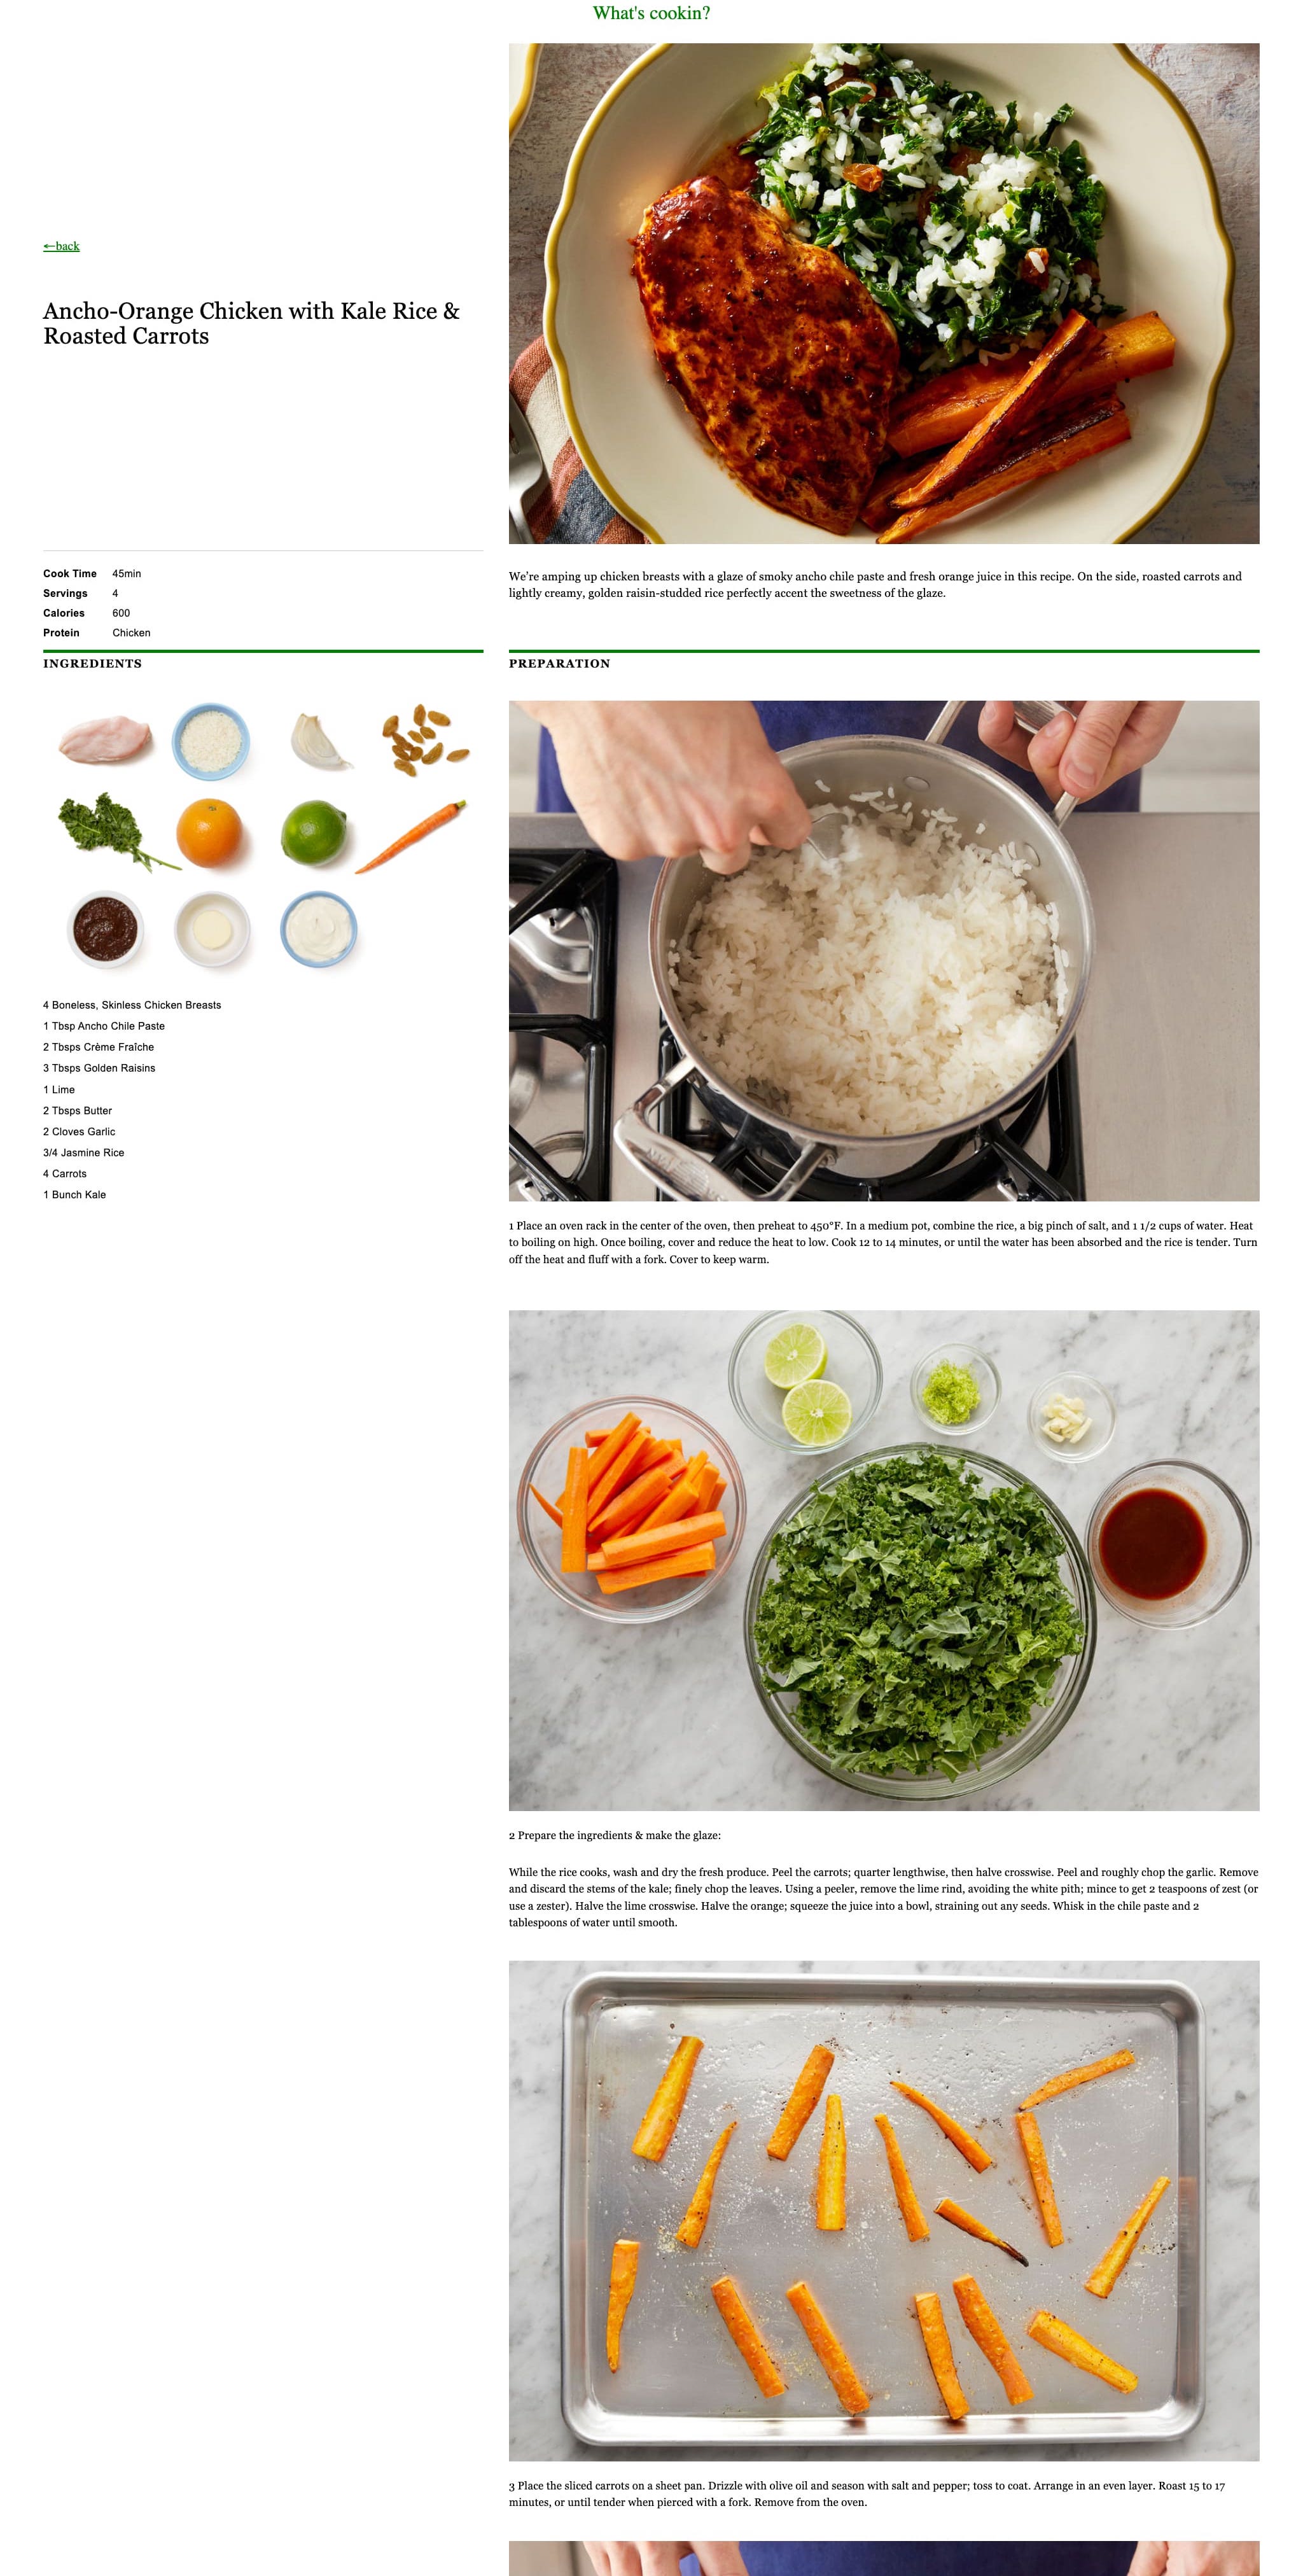 What's cookin?
←back
Ancho-Orange Chicken with Kale Rice &
Roasted Carrots
Cook Time 45min
Servings 4
Calories 600
Protein Chicken
We're amping up chicken breasts with a glaze of smoky ancho chile paste and fresh orange juice in this recipe. On the side, roasted carrots and
lightly creamy, golden raisin-studded rice perfectly accent the sweetness of the glaze.
INGREDIENTS
4 Boneless, Skinless Chicken Breasts
1 Tbsp Ancho Chile Paste
2 Tbsps Crème Fraîche
3 Tbsps Golden Raisins
1 Lime
2 Tbsps Butter
2 Cloves Garlic
3/4 Jasmine Rice
4 Carrots
1 Bunch Kale
PREPARATION
1 Place an oven rack in the center of the oven, then preheat to 450°F. In a medium pot, combine the rice, a big pinch of salt, and 1 1/2 cups of water. Heat
to boiling on high. Once boiling, cover and reduce the heat to low. Cook 12 to 14 minutes, or until the water has been absorbed and the rice is tender. Turn
off the heat and fluff with a fork. Cover to keep warm.
2 Prepare the ingredients & make the glaze:
While the rice cooks, wash and dry the fresh produce. Peel the carrots; quarter lengthwise, then halve crosswise. Peel and roughly chop the garlic. Remove
and discard the stems of the kale; finely chop the leaves. Using a peeler, remove the lime rind, avoiding the white pith; mince to get 2 teaspoons of zest (or
use a zester). Halve the lime crosswise. Halve the orange; squeeze the juice into a bowl, straining out any seeds. Whisk in the chile paste and 2
tablespoons of water until smooth.
3 Place the sliced carrots on a sheet pan. Drizzle with olive oil and season with salt and pepper; toss to coat. Arrange in an even layer. Roast 15 to 17
minutes, or until tender when pierced with a fork. Remove from the oven.